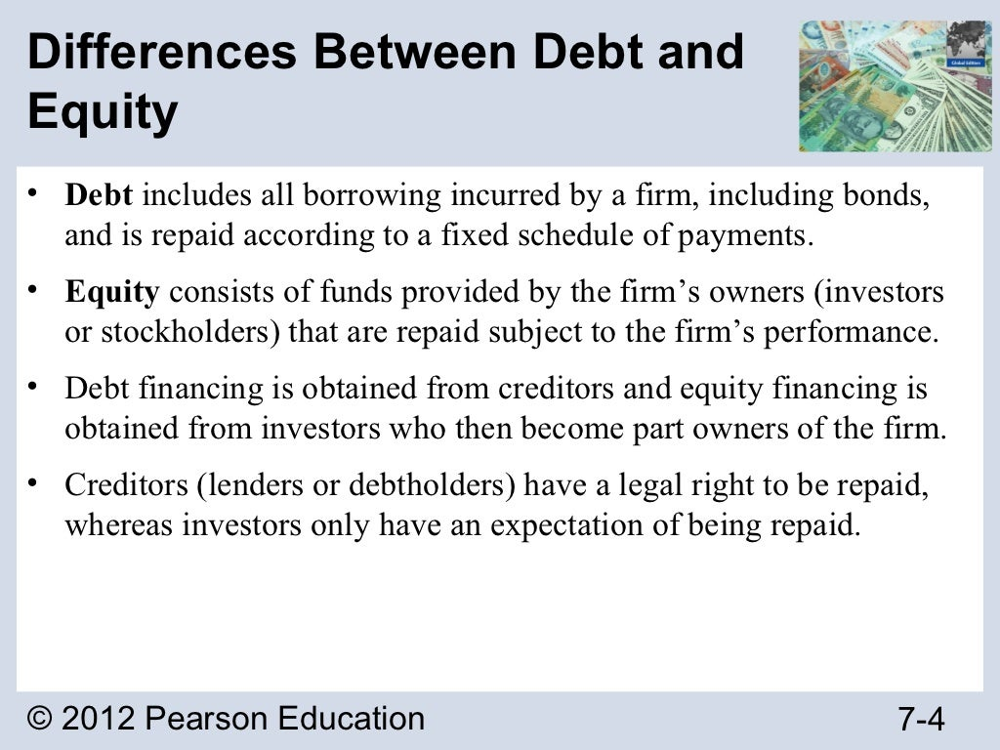 Differences Between Debt and
Equity
Global Edition
• Debt includes all borrowing incurred by a firm, including bonds,
and is repaid according to a fixed schedule of payments.
• Equity consists of funds provided by the firm’s owners (investors
or stockholders) that are repaid subject to the firm’s performance.
• Debt financing is obtained from creditors and equity financing is
obtained from investors who then become part owners of the firm.
• Creditors (lenders or debtholders) have a legal right to be repaid,
whereas investors only have an expectation of being repaid.
© 2012 Pearson Education
7-4